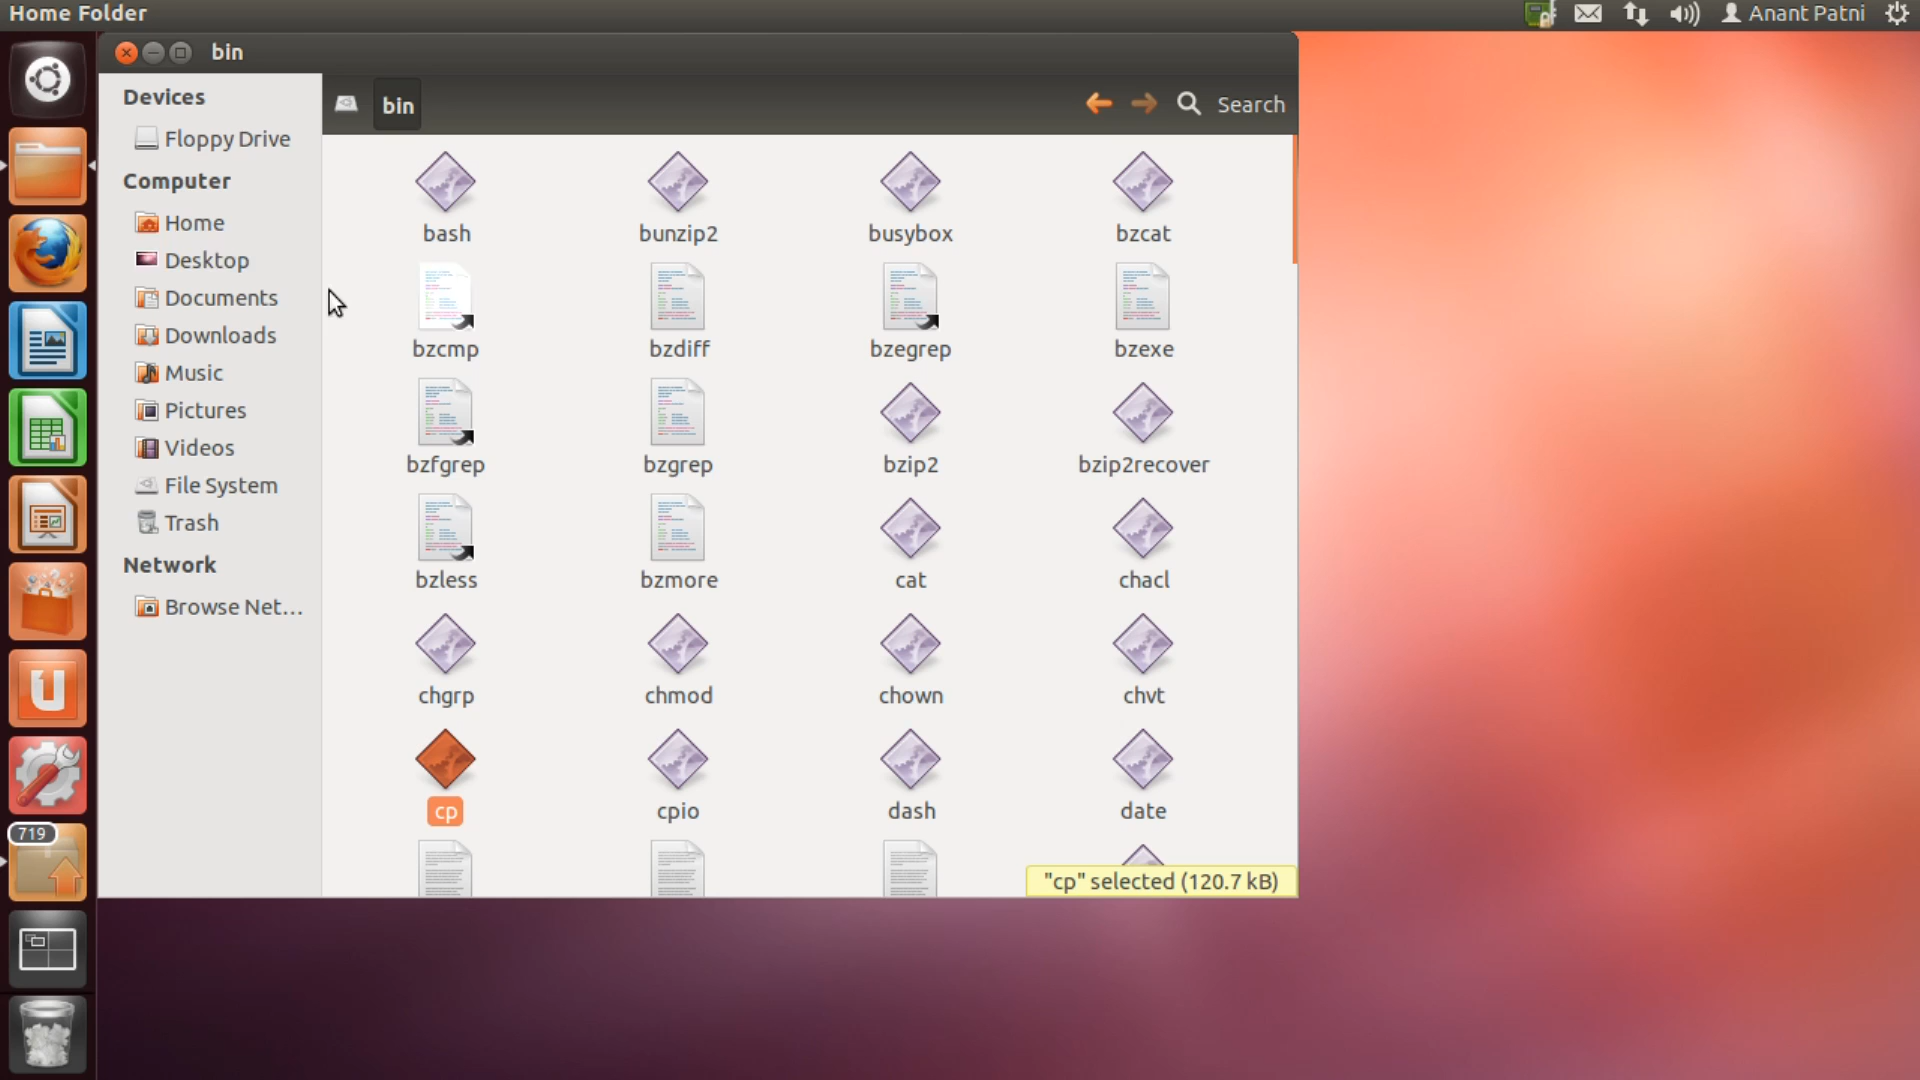 Home Folder
Anant Patni
bin
Devices
Floppy Drive
Computer
Home
Desktop
Documents
Downloads
Music
Pictures
Videos
File System
Trash
Network
Browse Net...
bin
Search
bash bunzip2 busybox bzcat
bzcmp bzdiff bzegrep bzexe
bzfgrep bzgrep bzip2 bzip2recover
bzless bzmore cat chacl
chgrp chmod chown chvt
cp cpio dash date
"cp" selected (120.7 kB)
719